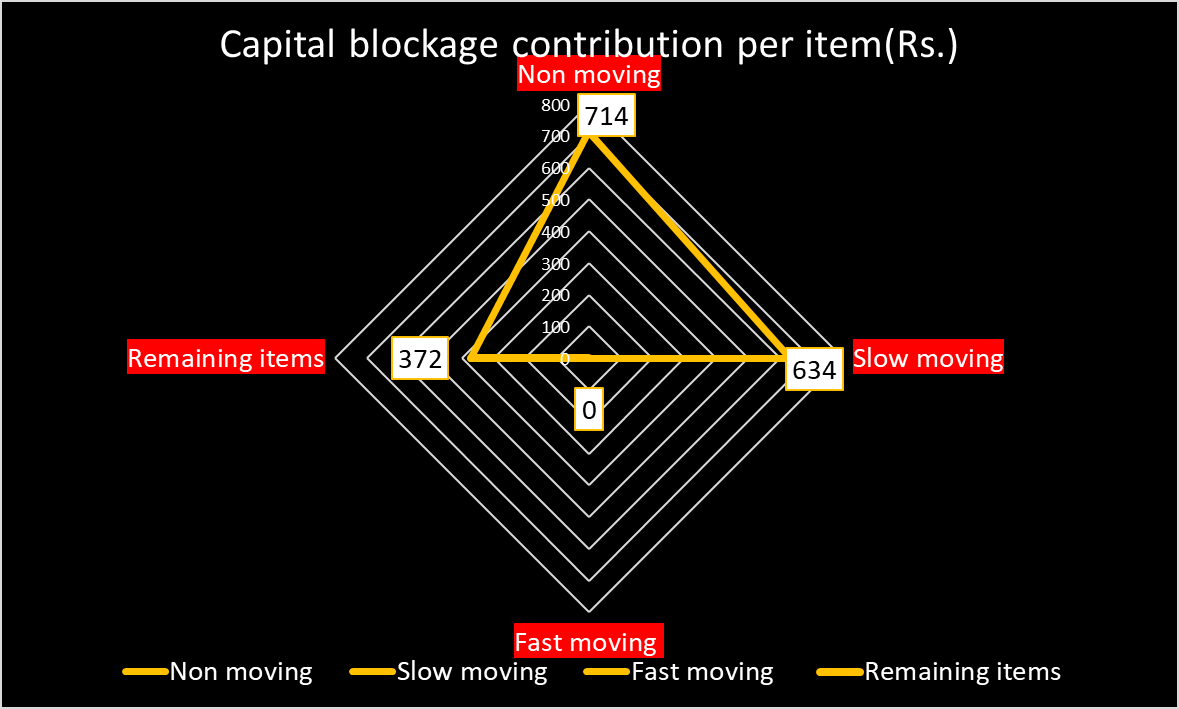 Capital blockage contribution per item(Rs.)
Non moving
800
714
700
600
500
400
300
200
100
Remaining items
372
0
634
Slow moving
0
Fast moving
Non moving Slow moving Fast moving Remaining items